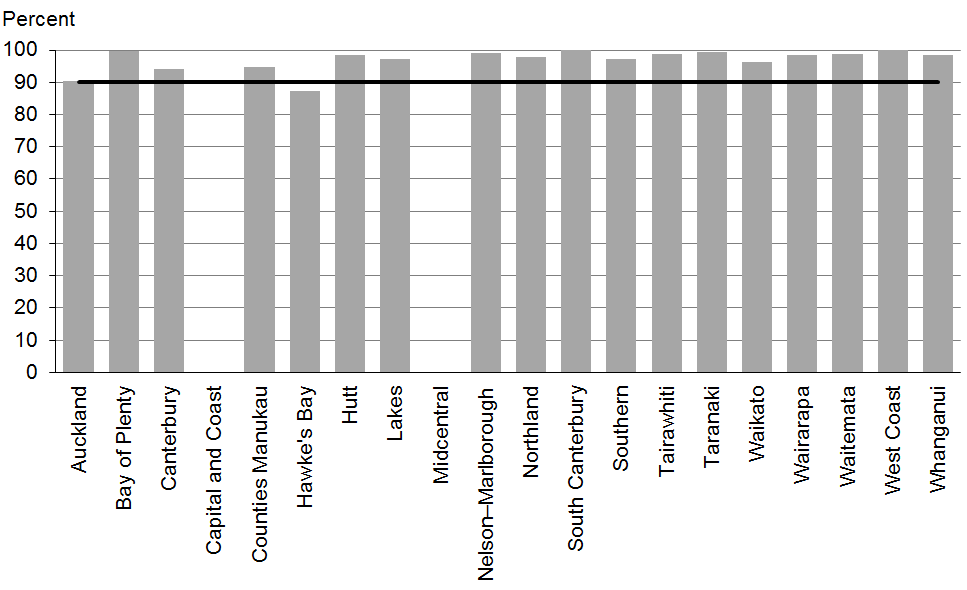 Percent
100
90
80
70
60
50
40
30
20
10
0
Auckland
Bay of Plenty
Canterbury
Capital and Coast
Counties Manukau
Hawke's Bay
Hutt
Lakes
Midcentral
Nelson–Marlborough
Northland
South Canterbury
Southern
Tairawhiti
Taranaki
Waikato
Wairarapa
Waitemata
West Coast
Whanganui